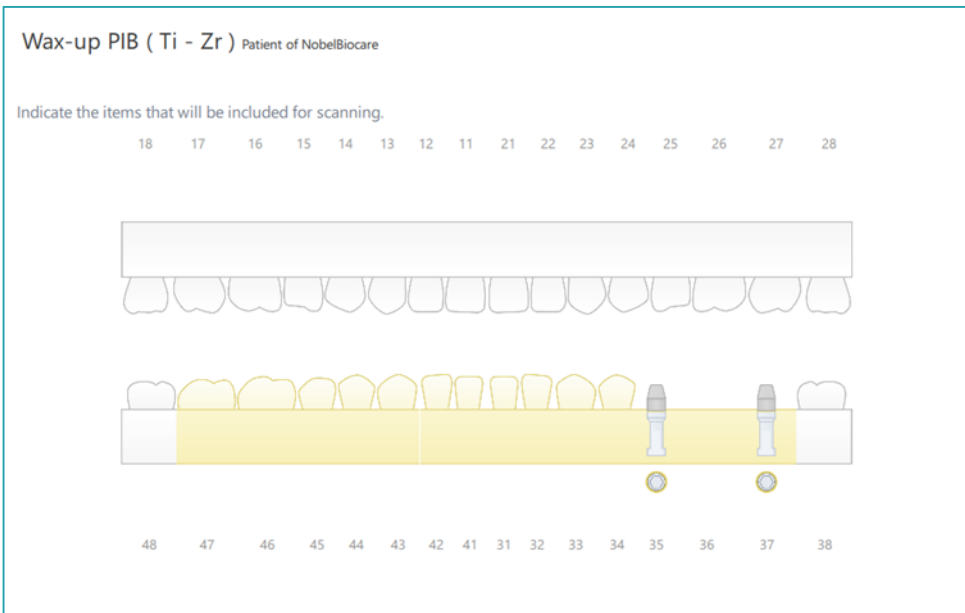 Wax-up PIB ( Ti - Zr ) Patient of NobelBiocare
Indicate the items that will be included for scanning.
18 17 16 15 14 13 12 11 21 22 23 24 25 26 27 28
48 47 46 45 44 43 42 41 31 32 33 34 35 36 37 38